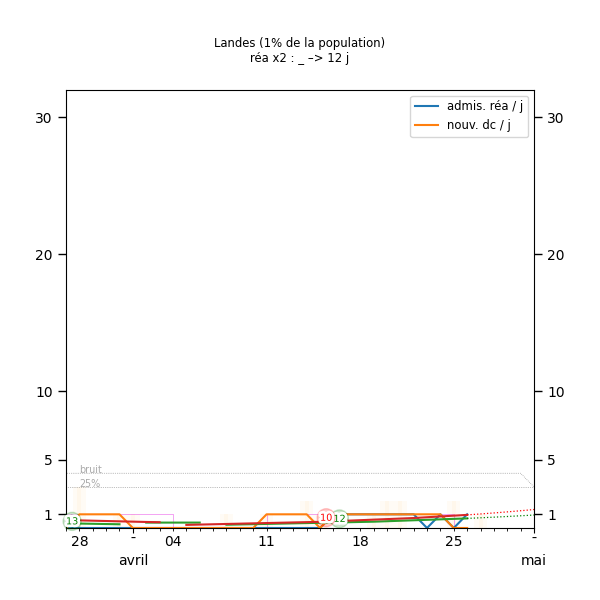 Landes (1% de la population)
réa x2 : _ –> 12 j
admis. réa / j
nouv. dc / j
30 30
20 20
10 10
5 5
bruit
25%
1 1
13 10 12
28 - 04 11 18 25 -
avril mai